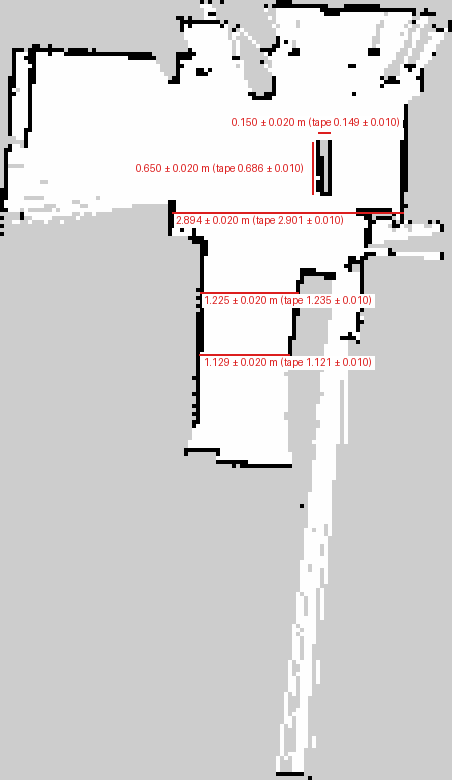 0.150 ± 0.020 m (tape 0.149 ± 0.010)
0.650 ± 0.020 m (tape 0.686 ± 0.010)
2.894 ± 0.020 m (tape 2.901 ± 0.010)
1.225 ± 0.020 m (tape 1.235 ± 0.010)
1.129 ± 0.020 m (tape 1.121 ± 0.010)